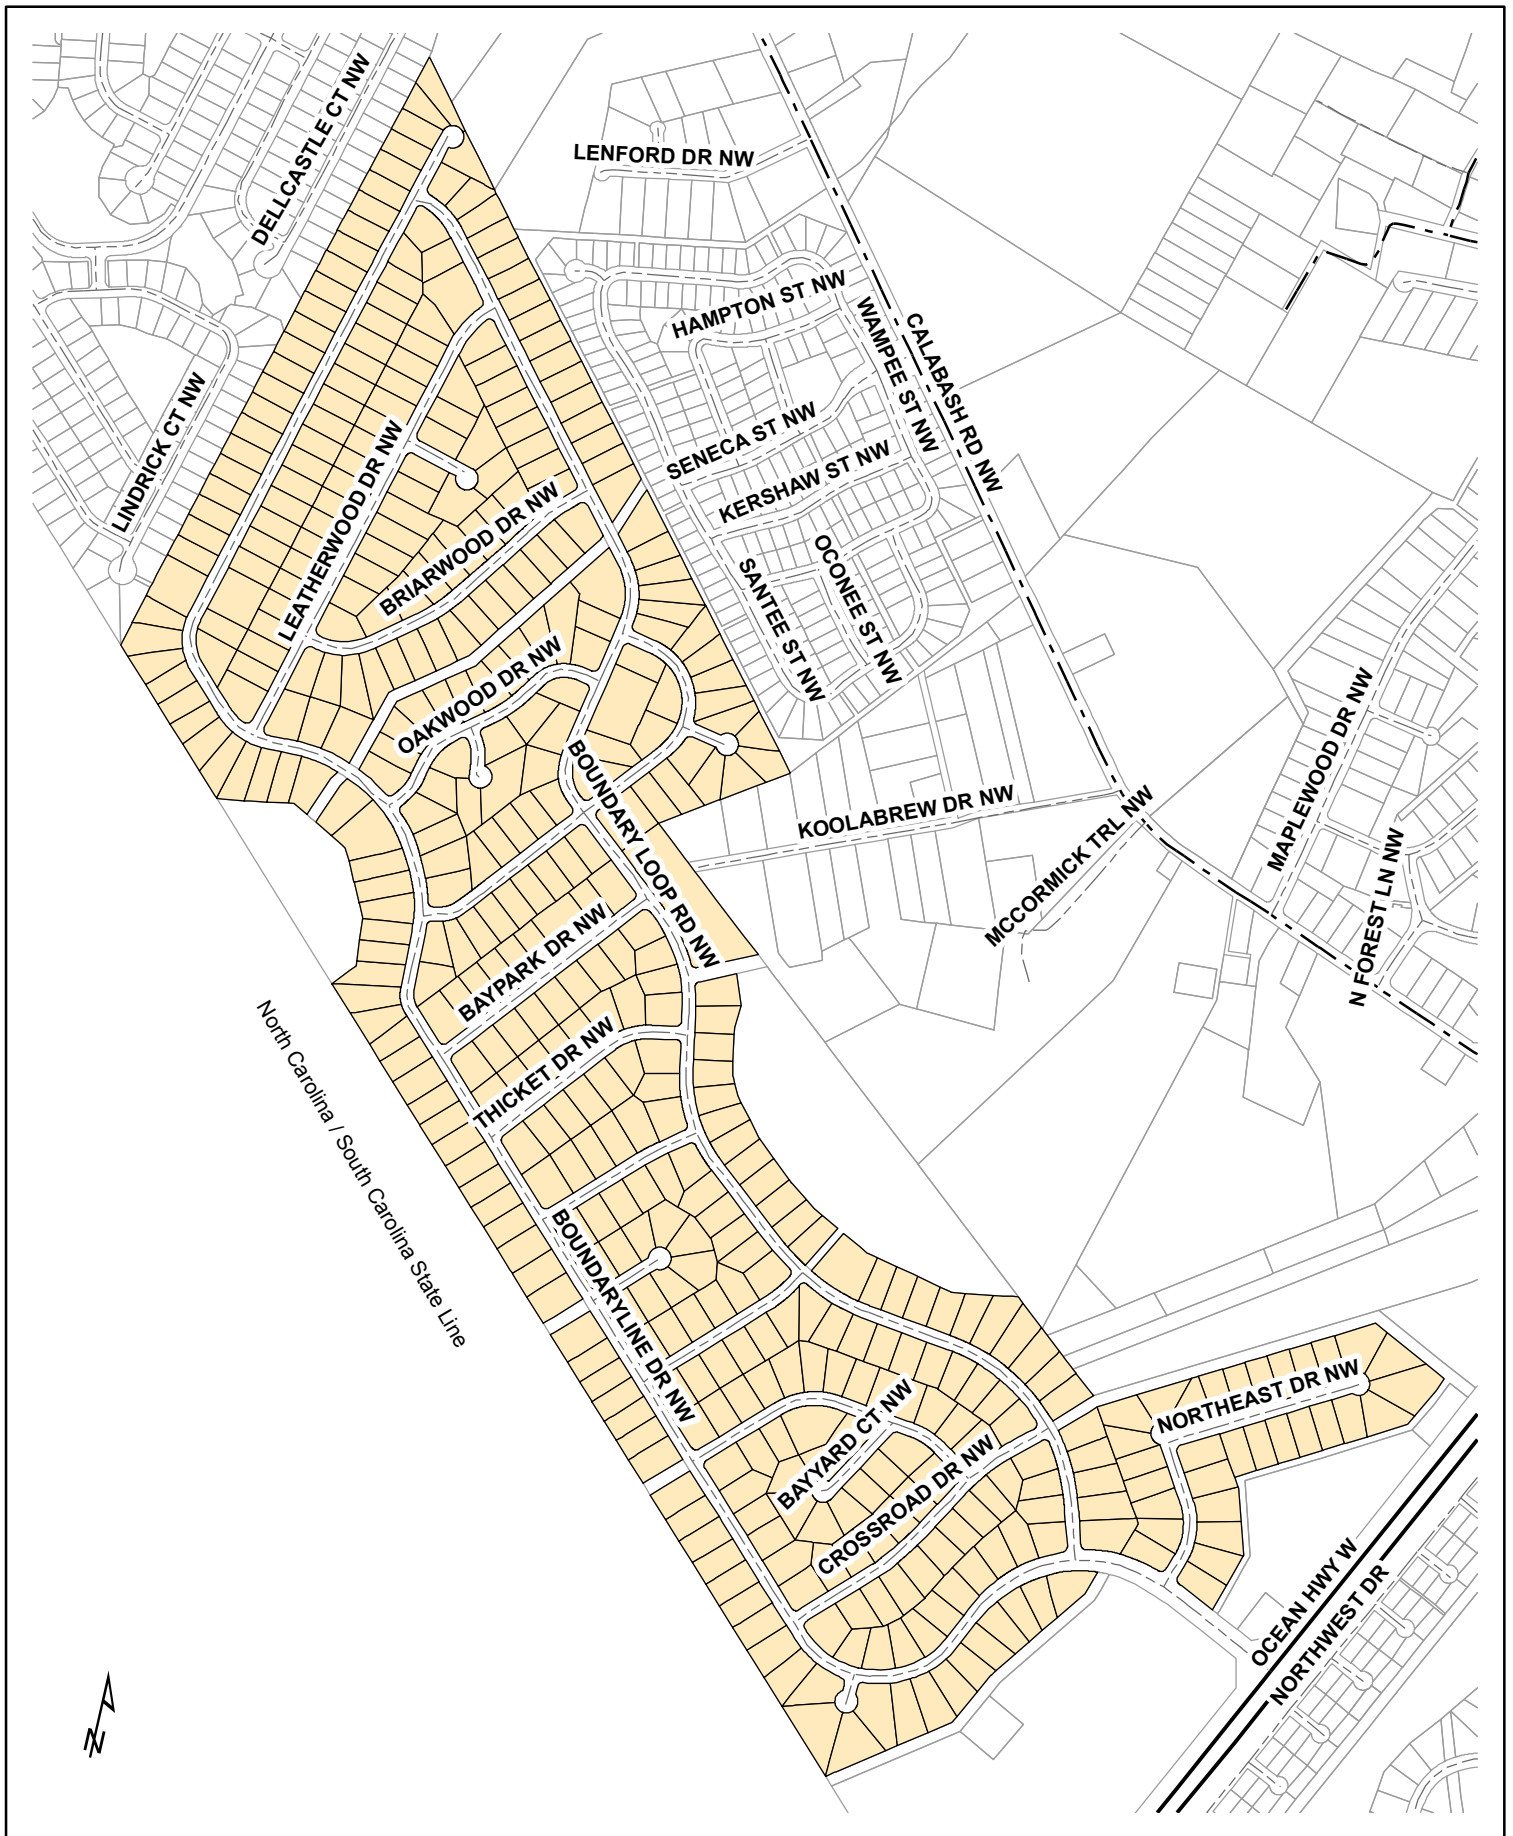 DELLCASTLE CT NW
LENFORD DR NW
HAMPTON ST NW
WAMPEE ST NW
CALABASH RD NW
LINDRICK CT NW
SENECA ST NW
KERSHAW ST NW
LEATHERWOOD DR NW
BRIARWOOD DR NW
OCONEE ST NW
SANTEE ST NW
OAKWOOD DR NW
MAPLEWOOD DR NW
BOUNDARY LOOP RD NW
KOOLABREW DR NW
MCCORMICK TRL NW
N FOREST LN NW
BAYPARK DR NW
THICKET DR NW
North Carolina / South Carolina State Line
BOUNDARYLINE DR NW
NORTHEAST DR NW
BAYYARD CT NW
CROSSROAD DR NW
OCEAN HWY W
NORTHWEST DR
N